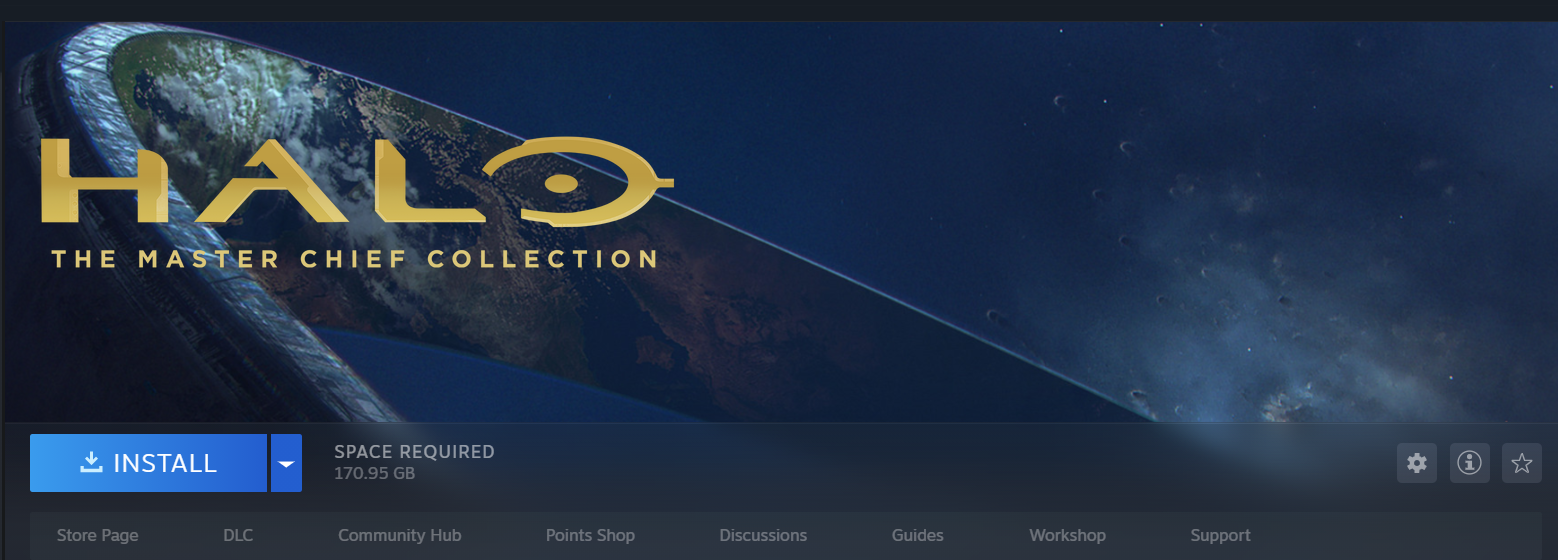 HALO
THE MASTER CHIEF COLLECTION
INSTALL
SPACE REQUIRED
170.95 GB
Store Page DLC Community Hub Points Shop Discussions Guides Workshop Support